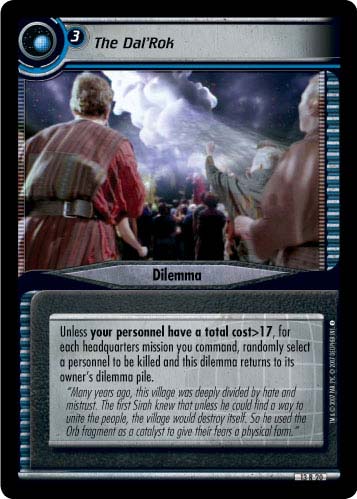 3
The Dal'Rok
Dilemma
Unless your personnel have a total cost>17, for
each headquarters mission you command, randomly select
a personnel to be killed and this dilemma returns to its
owner's dilemma pile.
"Many years ago, this village was deeply divided by hate and
mistrust. The first Sirah knew that unless he could find a way to
unite the people, the village would destroy itself. So he used the
Orb fragment as a catalyst to give their fears a physical form."
13 R 20